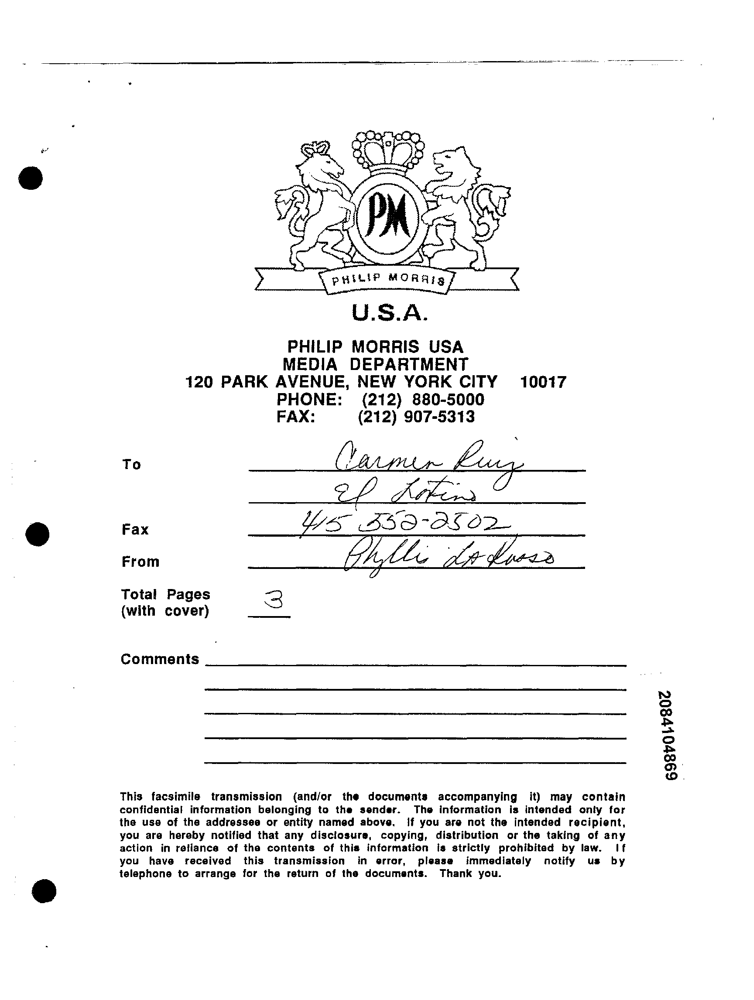 PM
PHILIP MORRIS
U.S.A.
PHILIP MORRIS USA
MEDIA DEPARTMENT
120 PARK AVENUE, NEW YORK CITY 10017
PHONE: (212) 880-5000
FAX: (212) 907-5313
To Carmen Ruiz
El Latino
Fax 415 552-2502
From Phyllis LoRusso
Total Pages
(with cover) 3
Comments
2084104869
This facsimile transmission (and/or the documents accompanying it) may contain
confidential information belonging to the sender. The information is intended only for
the use of the addressee or entity named above. If you are not the intended recipient,
you are hereby notified that any disclosure, copying, distribution or the taking of any
action in reliance of the contents of this information is strictly prohibited by law. If
you have received this transmission in error, please immediately notify us by
telephone to arrange for the return of the documents. Thank you.